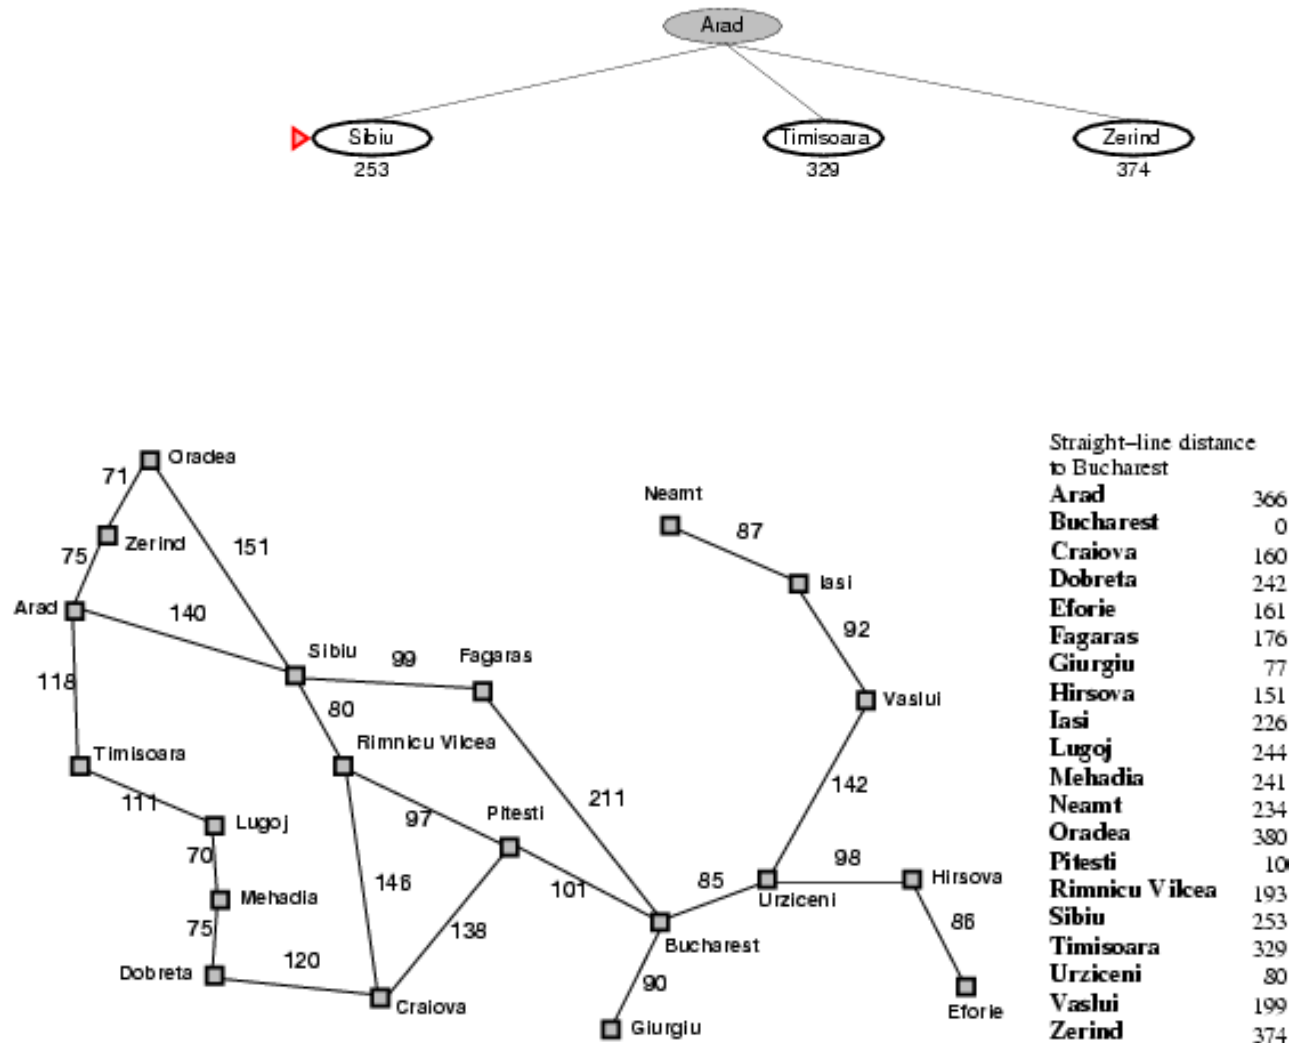 Arad
Sibiu
Timisoara
Zerind
253
329
374
Oradea
71
Neamt
87
Zerind
151
75
Iasi
Arad
140
92
Sibiu
99
Fagaras
118
80
Vaslui
Timisoara
Rimnicu Vilcea
142
111
211
Lugoj
97
Pitesti
70
98
Hirsova
146
85
Mehadia
101
Urziceni
75
138
86
Bucharest
120
Dobreta
90
Craiova
Eforie
Giurgiu
Straight–line distance
to Bucharest
Arad 366
Bucharest 0
Craiova 160
Dobreta 242
Eforie 161
Fagaras 176
Giurgiu 77
Hirsova 151
Iasi 226
Lugoj 244
Mehadia 241
Neamt 234
Oradea 380
Pitesti 10
Rimnicu Vilcea 193
Sibiu 253
Timisoara 329
Urziceni 80
Vaslui 199
Zerind 374